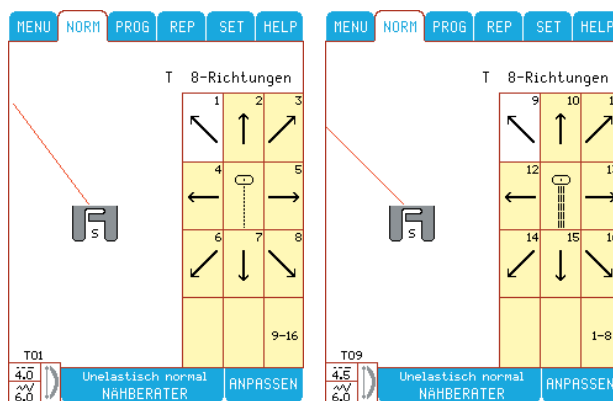 MENU NORM PROG REP SET HELP
T 8-Richtungen
1 2 3
4 5
6 7 8
9-16
S
T01
4.0
6.0
Unelastisch normal
NÄHBERATER
ANPASSEN
MENU NORM PROG REP SET HELP
T 8-Richtungen
9 10
12
14 15
1-8
S
T09
4.5
6.0
Unelastisch normal
NÄHBERATER
ANPASSEN